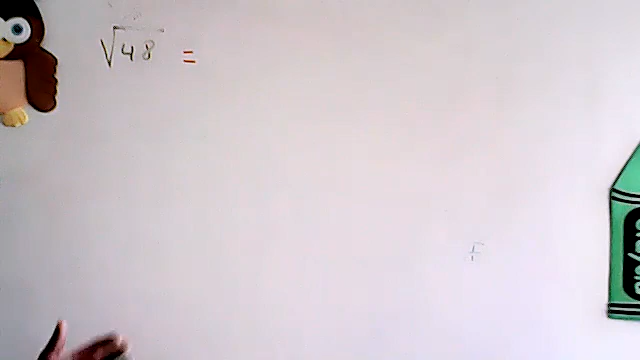 √48 =